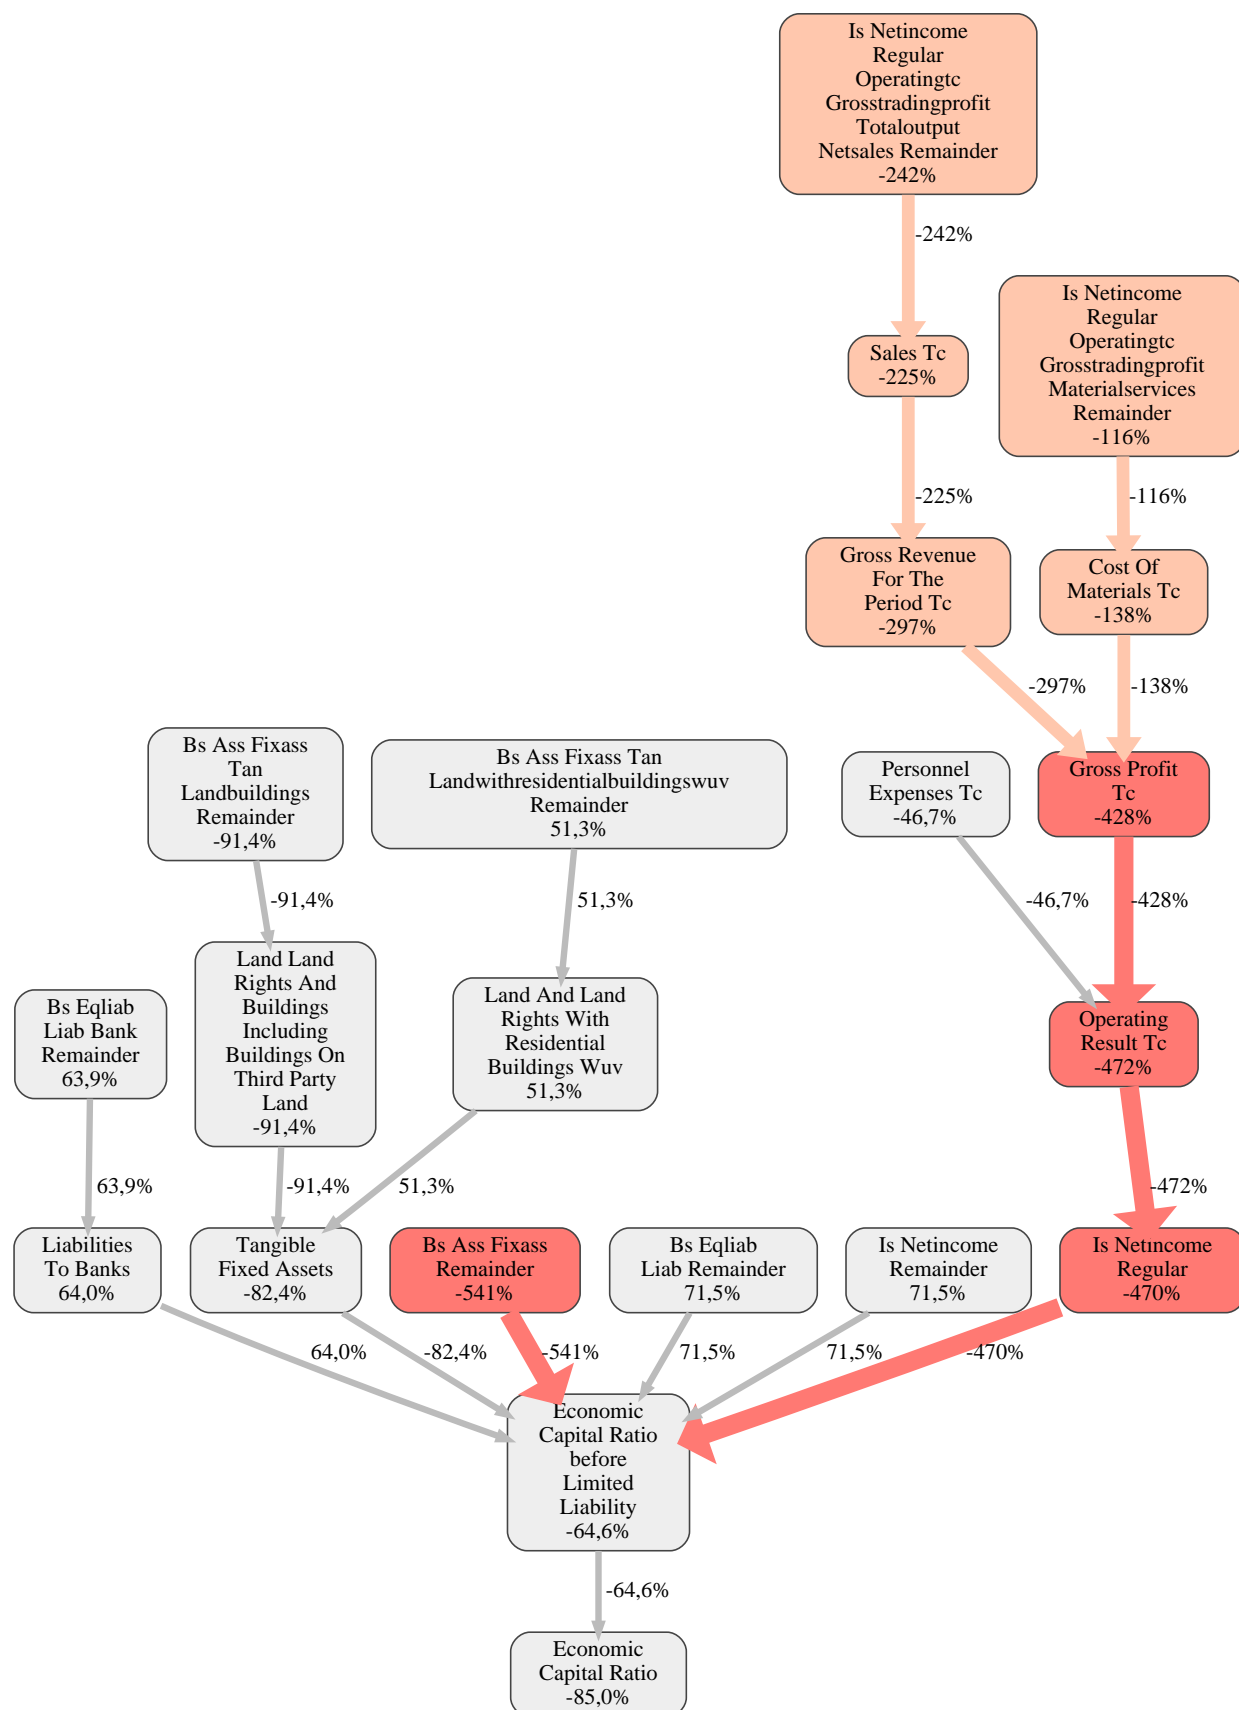 Is Netincome
Regular
Operatingtc
Grosstradingprofit
Totaloutput
Netsales Remainder
-242%
-242%
Is Netincome
Regular
Operatingtc
Grosstradingprofit
Materialservices
Remainder
-116%
Sales Tc
-225%
-225%
-116%
Gross Revenue
For The
Period Tc
-297%
Cost Of
Materials Tc
-138%
-297%
-138%
Bs Ass Fixass
Tan
Landbuildings
Remainder
-91,4%
Bs Ass Fixass Tan
Landwithresidentialbuildingswuv
Remainder
51,3%
Personnel
Expenses Tc
-46,7%
Gross Profit
Tc
-428%
-91,4%
51,3%
-46,7%
-428%
Bs Eqliab
Liab Bank
Remainder
63,9%
Land Land
Rights And
Buildings
Including
Buildings On
Third Party
Land
-91,4%
Land And Land
Rights With
Residential
Buildings Wuv
51,3%
Operating
Result Tc
-472%
63,9%
-91,4%
51,3%
-472%
Liabilities
To Banks
64,0%
Tangible
Fixed Assets
-82,4%
Bs Ass Fixass
Remainder
-541%
Bs Eqliab
Liab Remainder
71,5%
Is Netincome
Remainder
71,5%
Is Netincome
Regular
-470%
64,0%
-82,4%
-541%
71,5%
71,5%
-470%
Economic
Capital Ratio
before
Limited
Liability
-64,6%
-64,6%
Economic
Capital Ratio
-85,0%